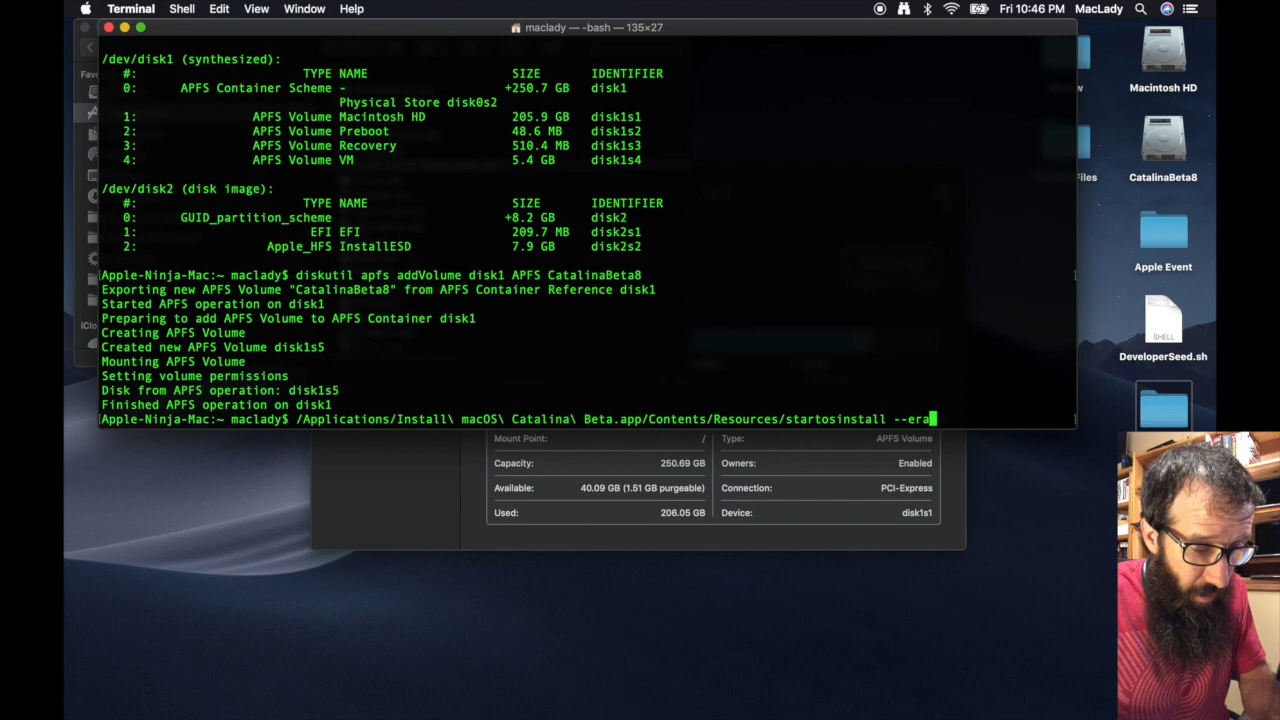 Terminal Shell Edit View Window Help Fri 10:46 PM MacLady
maclady — -bash — 135×27
/dev/disk1 (synthesized):
#: TYPE NAME SIZE IDENTIFIER
0: APFS Container Scheme - +250.7 GB disk1
Physical Store disk0s2
1: APFS Volume Macintosh HD 205.9 GB disk1s1
2: APFS Volume Preboot 48.6 MB disk1s2
3: APFS Volume Recovery 510.4 MB disk1s3
4: APFS Volume VM 5.4 GB disk1s4
/dev/disk2 (disk image):
#: TYPE NAME SIZE IDENTIFIER
0: GUID_partition_scheme +8.2 GB disk2
1: EFI EFI 209.7 MB disk2s1
2: Apple_HFS InstallESD 7.9 GB disk2s2
[Apple-Ninja-Mac:~ maclady$ diskutil apfs addVolume disk1 APFS CatalinaBeta8 ]
Exporting new APFS Volume "CatalinaBeta8" from APFS Container Reference disk1
Started APFS operation on disk1
Preparing to add APFS Volume to APFS Container disk1
Creating APFS Volume
Created new APFS Volume disk1s5
Mounting APFS Volume
Setting volume permissions
Disk from APFS operation: disk1s5
Finished APFS operation on disk1
[Apple-Ninja-Mac:~ maclady$ /Applications/Install\ macOS\ Catalina\ Beta.app/Contents/Resources/startosinstall --era ]
Mount Point: / Type: APFS Volume
Capacity: 250.69 GB Owners: Enabled
Available: 40.09 GB (1.51 GB purgeable) Connection: PCI-Express
Used: 206.05 GB Device: disk1s1
Favo
iClo
w
Files
Macintosh HD
CatalinaBeta8
Apple Event
SHELL
DeveloperSeed.sh